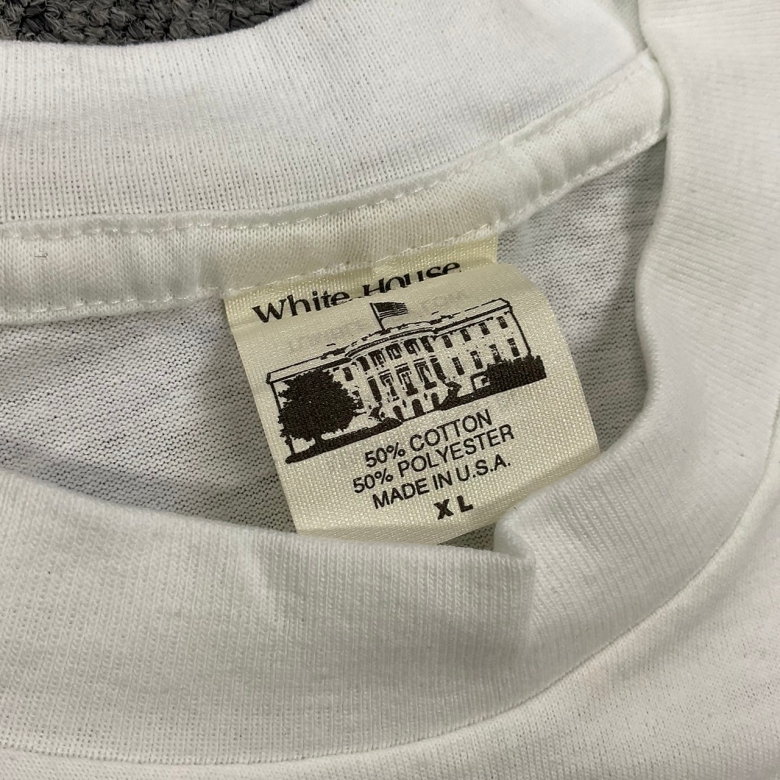 White House
50% COTTON
50% POLYESTER
MADE IN U.S.A.
XL